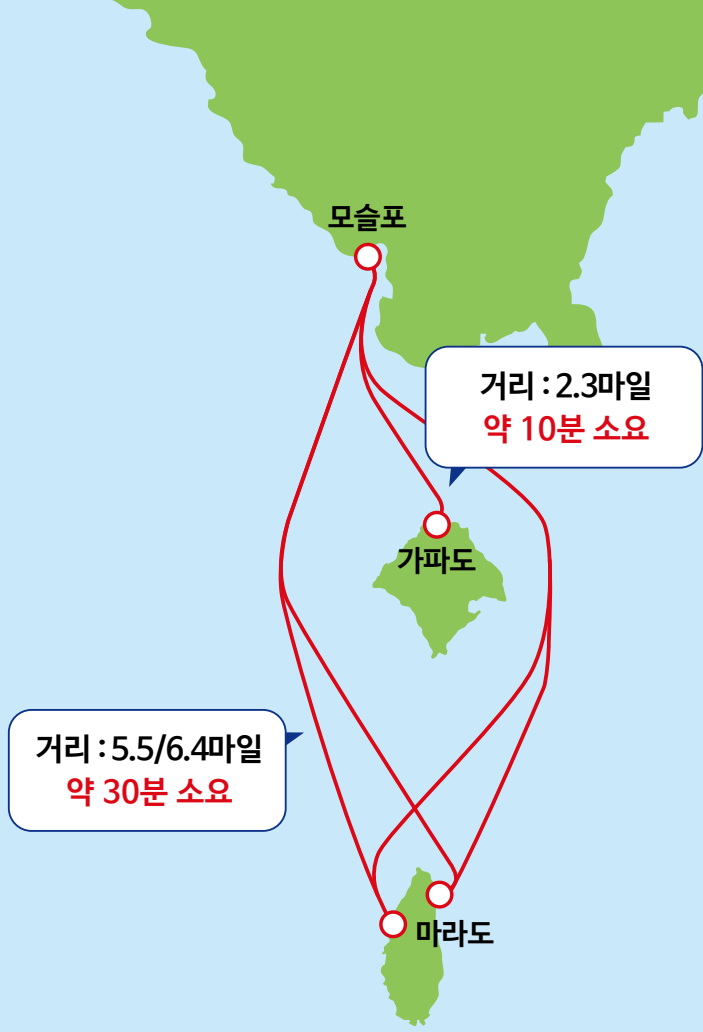 모슬포
거리 : 2.3마일
약 10분 소요
가파도
거리 : 5.5/6.4마일
약 30분 소요
마라도